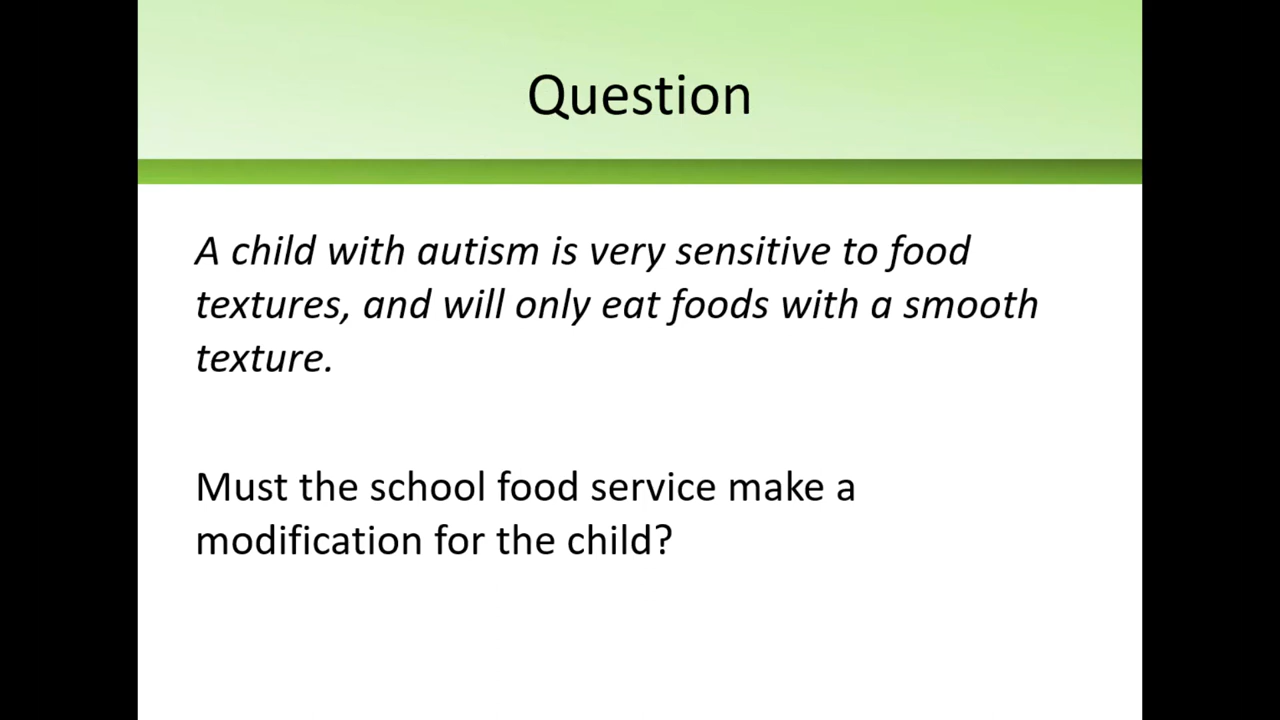 Question
A child with autism is very sensitive to food
textures, and will only eat foods with a smooth
texture.
Must the school food service make a
modification for the child?